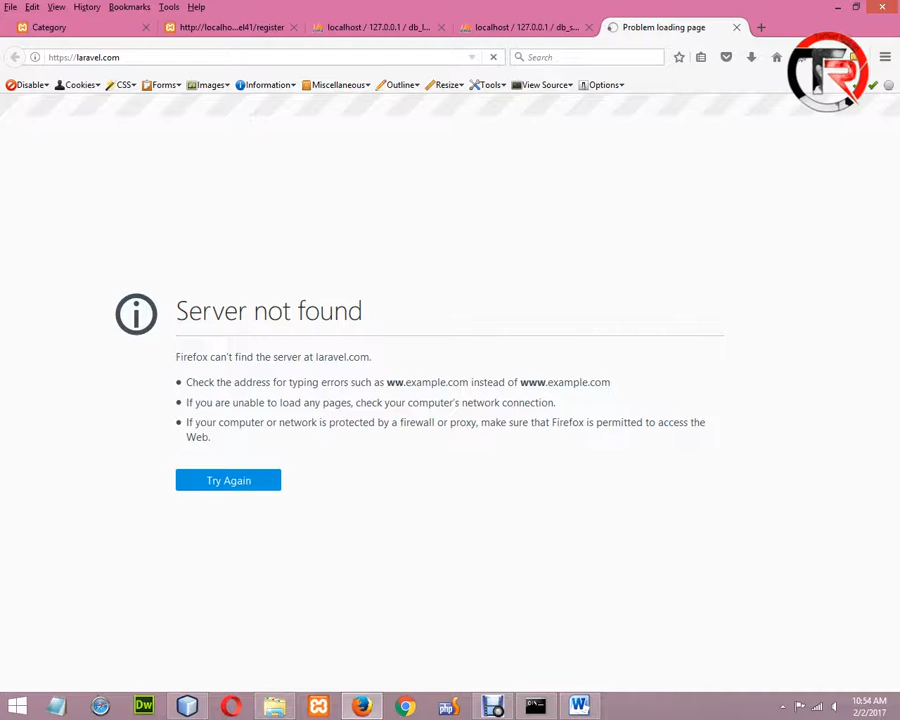 File Edit View History Bookmarks Tools Help
Category
http://localho...el41/register
localhost / 127.0.0.1 / db_l...
localhost / 127.0.0.1 / db_s...
Problem loading page
https://laravel.com
Search
Disable Cookies CSS Forms Images Information Miscellaneous Outline Resize Tools View Source Options
TR
Server not found
Firefox can't find the server at laravel.com.
Check the address for typing errors such as ww.example.com instead of www.example.com
If you are unable to load any pages, check your computer's network connection.
If your computer or network is protected by a firewall or proxy, make sure that Firefox is permitted to access the
Web.
Try Again
Dw
php
10:54 AM
2/2/2017